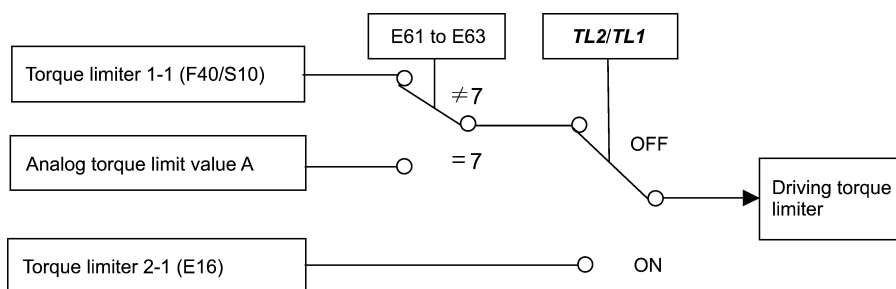 E61 to E63
TL2/TL1
Torque limiter 1-1 (F40/S10)
≠7
Analog torque limit value A
=7
OFF
Driving torque
limiter
Torque limiter 2-1 (E16)
ON